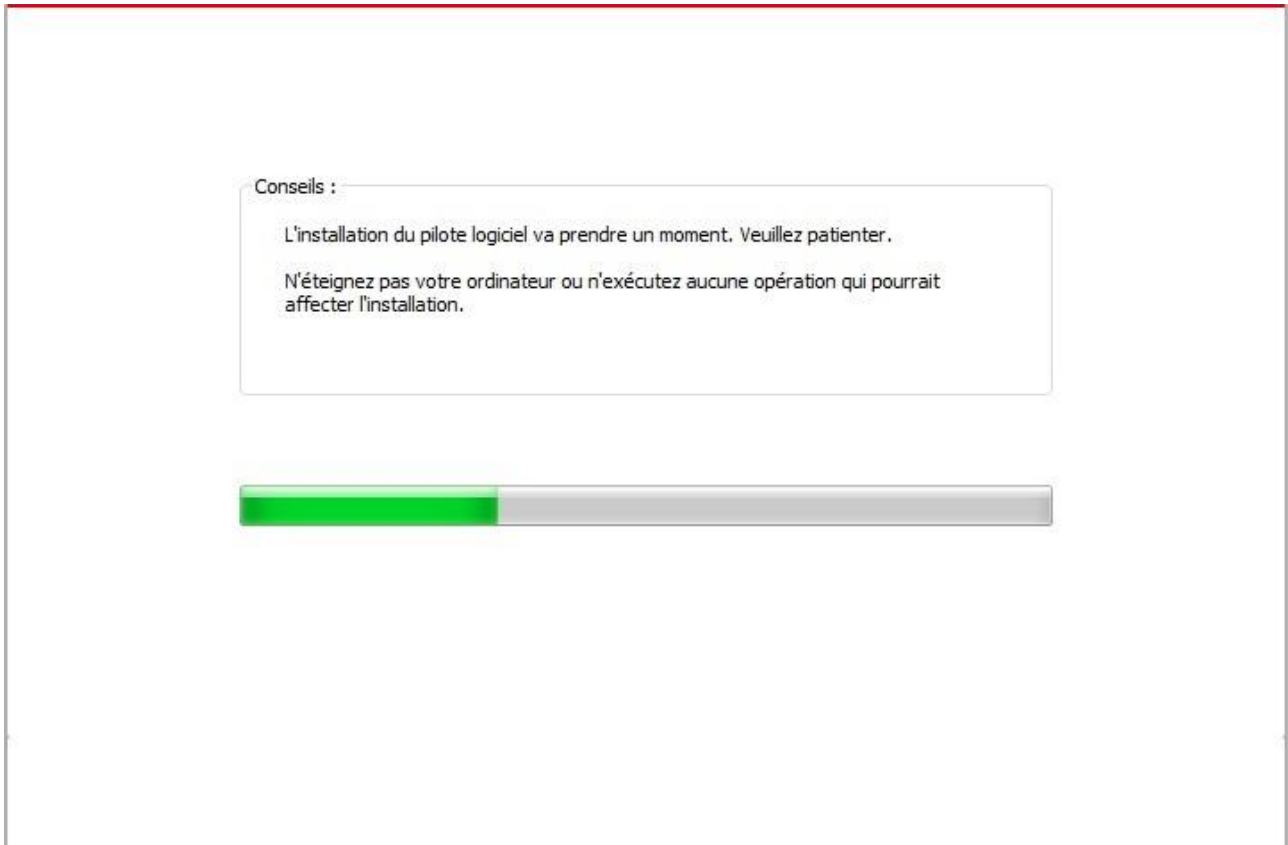 Conseils :
L'installation du pilote logiciel va prendre un moment. Veuillez patienter.
N'éteignez pas votre ordinateur ou n'exécutez aucune opération qui pourrait
affecter l'installation.